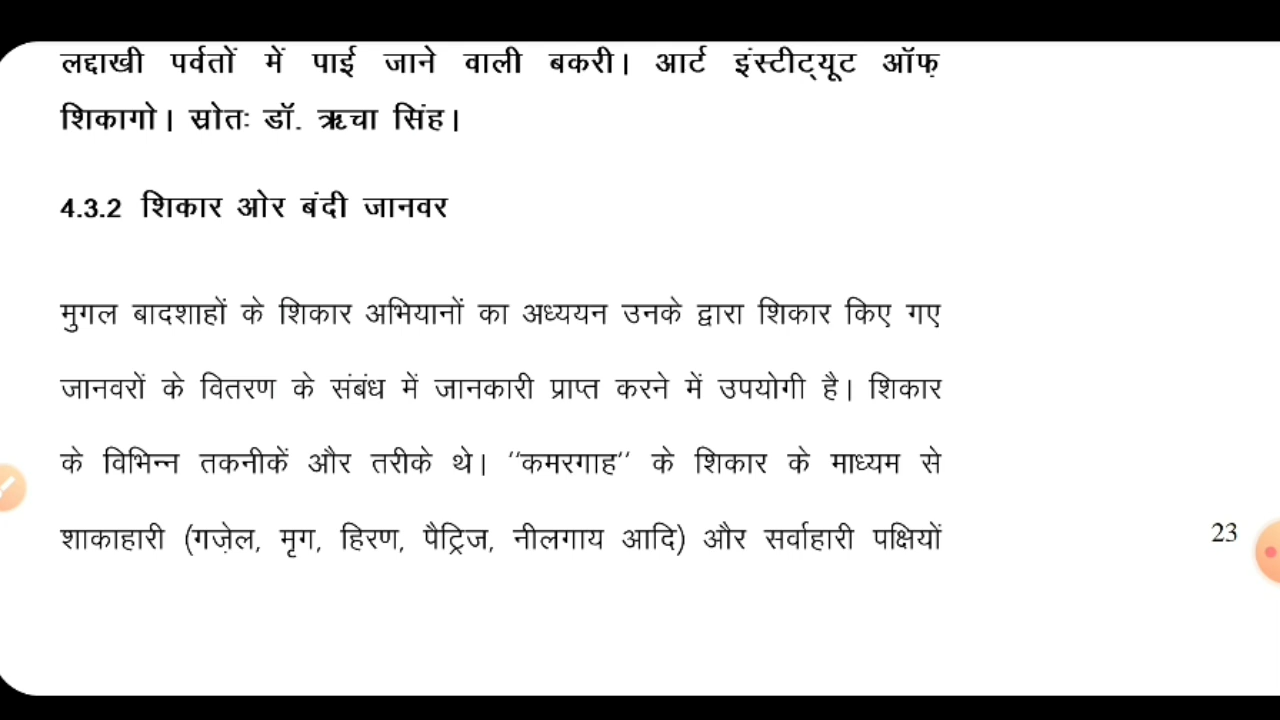 लद्दाखी पर्वतों में पाई जाने वाली बकरी। आर्ट इंस्टीट्यूट ऑफ़
शिकागो। स्रोतः डॉ. ऋचा सिंह।
4.3.2 शिकार ओर बंदी जानवर
मुगल बादशाहों के शिकार अभियानों का अध्ययन उनके द्वारा शिकार किए गए
जानवरों के वितरण के संबंध में जानकारी प्राप्त करने में उपयोगी है। शिकार
के विभिन्न तकनीकें और तरीके थे। ‘‘कमरगाह’’ के शिकार के माध्यम से
शाकाहारी (गज़ेल, मृग, हिरण, पैट्रिज, नीलगाय आदि) और सर्वाहारी पक्षियों
23